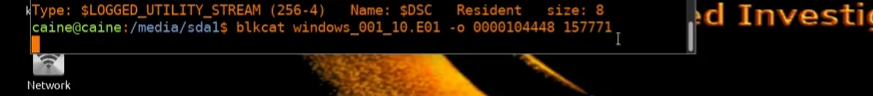 Type: $LOGGED_UTILITY_STREAM (256-4)   Name: $DSC   Resident   size: 8
caine@caine:/media/sda1$ blkcat windows_001_10.E01 -o 0000104448 157771
ed Investig
Network